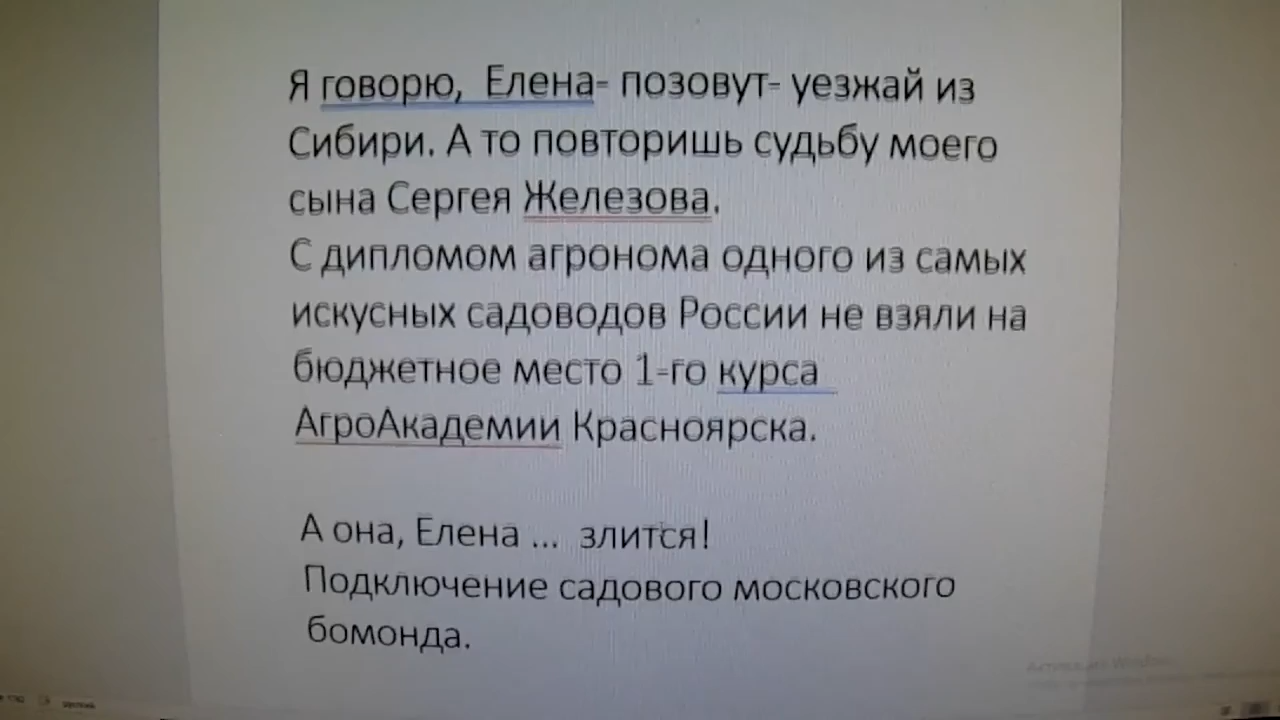 Я говорю,  Елена- позовут- уезжай из
Сибири. А то повторишь судьбу моего
сына Сергея Железова.
С дипломом агронома одного из самых
искусных садоводов России не взяли на
бюджетное место 1-го курса
АгроАкадемии Красноярска.
А она, Елена ...  злится!
Подключение садового московского
бомонда.